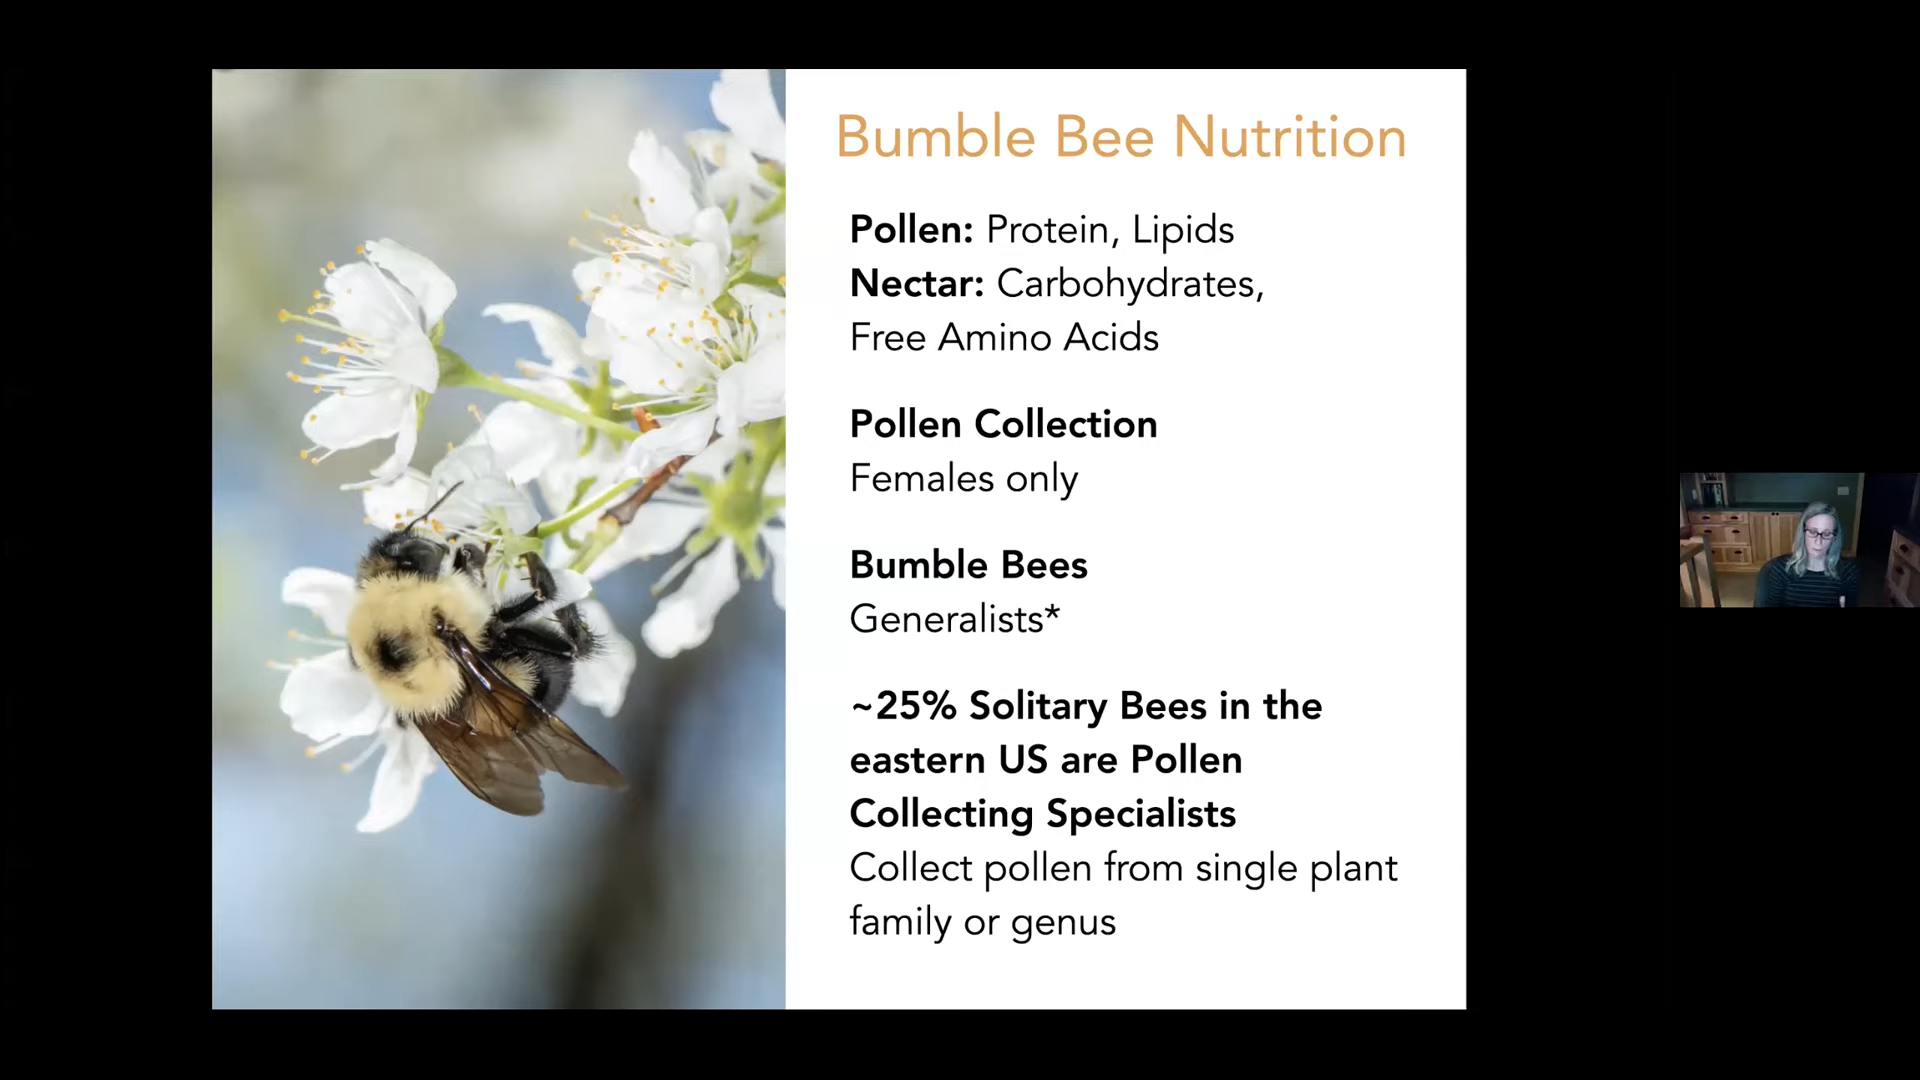 Bumble Bee Nutrition
Pollen: Protein, Lipids
Nectar: Carbohydrates,
Free Amino Acids
Pollen Collection
Females only
Bumble Bees
Generalists*
~25% Solitary Bees in the
eastern US are Pollen
Collecting Specialists
Collect pollen from single plant
family or genus